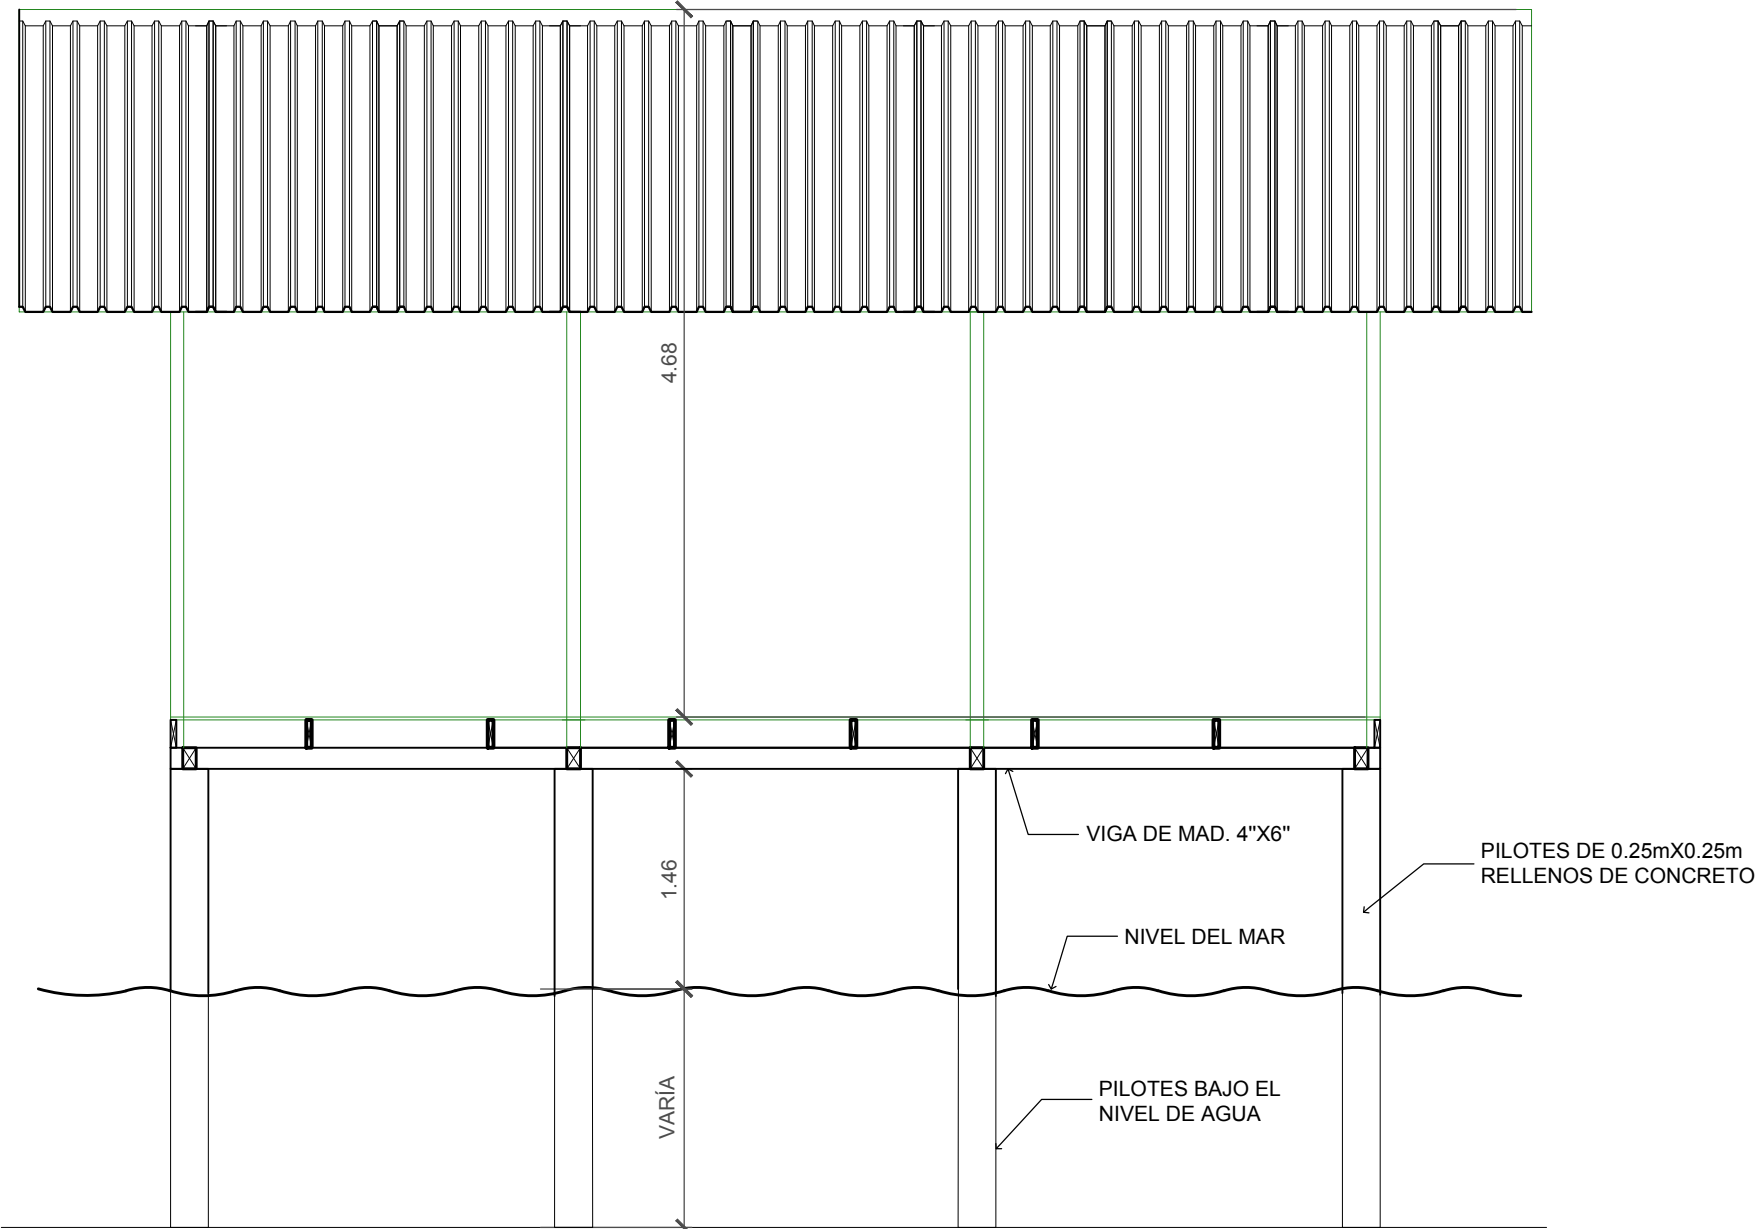 4.68
VIGA DE MAD. 4"X6"
PILOTES DE 0.25mX0.25m
RELLENOS DE CONCRETO
1.46
NIVEL DEL MAR
PILOTES BAJO EL
NIVEL DE AGUA
VARÍA